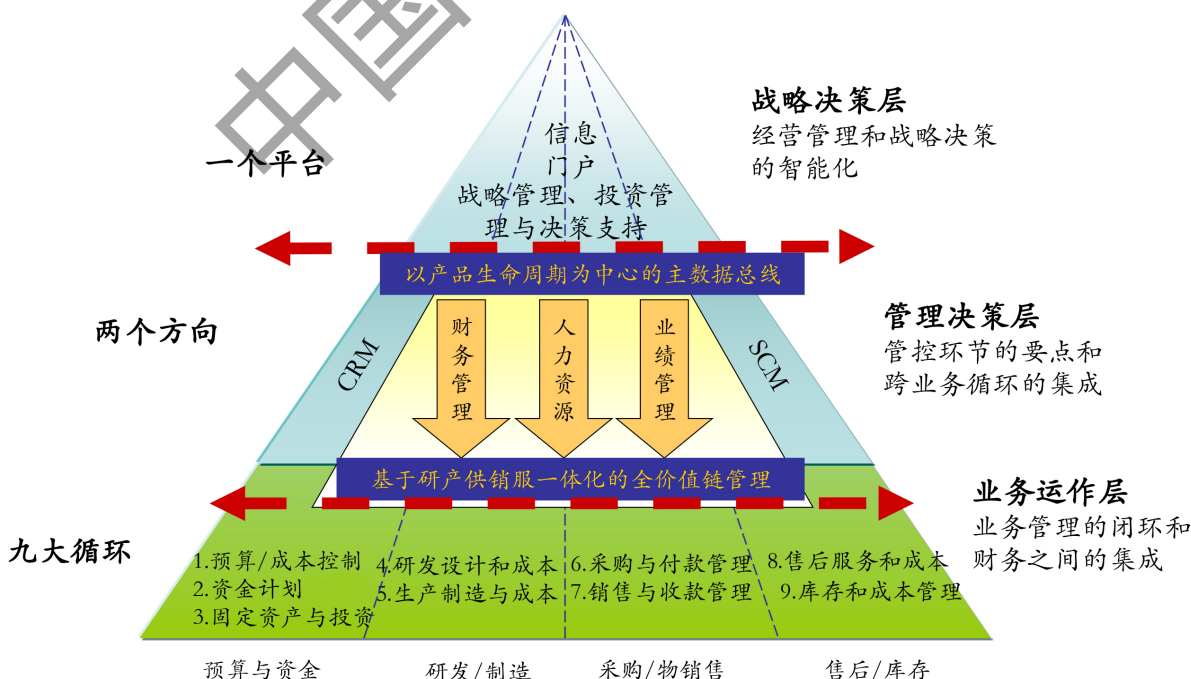 中国
战略决策层
经营管理和战略决策
的智能化
一个平台
信息
门户
战略管理、投资管
理与决策支持
以产品生命周期为中心的主数据总线
两个方向
CRM
财务管理
人力资源
业绩管理
SCM
管理决策层
管控环节的要点和
跨业务循环的集成
基于研产供销服一体化的全价值链管理
业务运作层
业务管理的闭环和
财务之间的集成
九大循环
1.预算/成本控制
2.资金计划
3.固定资产与投资
4.研发设计和成本
5.生产制造与成本
6.采购与付款管理
7.销售与收款管理
8.售后服务和成本
9.库存和成本管理
预算与资金
研发/制造
采购/物销售
售后/库存